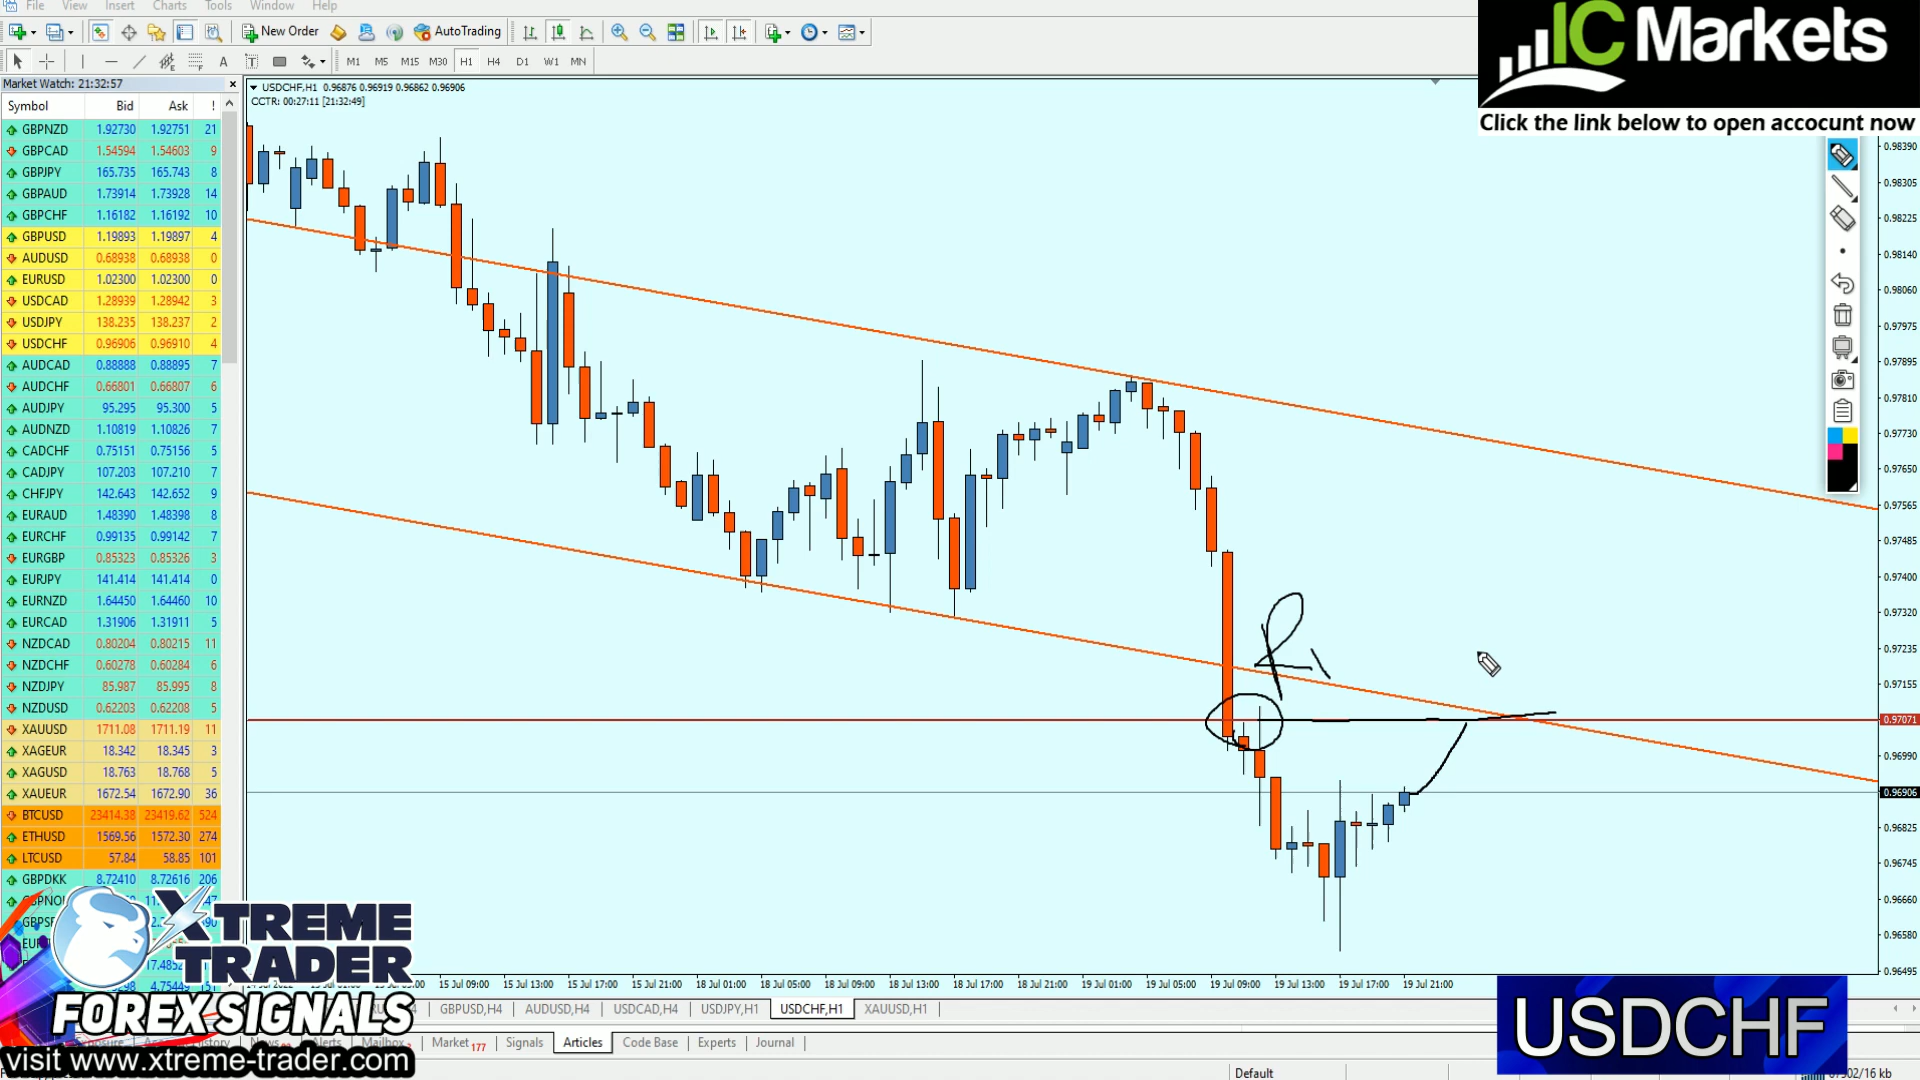 File View Insert Charts Tools Window Help
New Order AutoTrading
M1 M5 M15 M30 H1 H4 D1 W1 MN
IC Markets
Click the link below to open accocunt now
Market Watch: 21:32:57
Symbol Bid Ask !
GBPNZD 1.92730 1.92751 21
GBPCAD 1.54594 1.54603 9
GBPJPY 165.735 165.743 8
GBPAUD 1.73914 1.73928 14
GBPCHF 1.16182 1.16192 10
GBPUSD 1.19893 1.19897 4
AUDUSD 0.68938 0.68938 0
EURUSD 1.02300 1.02300 0
USDCAD 1.28939 1.28942 3
USDJPY 138.235 138.237 2
USDCHF 0.96906 0.96910 4
AUDCAD 0.88888 0.88895 7
AUDCHF 0.66801 0.66807 6
AUDJPY 95.295 95.300 5
AUDNZD 1.10819 1.10826 7
CADCHF 0.75151 0.75156 5
CADJPY 107.203 107.210 7
CHFJPY 142.643 142.652 9
EURAUD 1.48390 1.48398 8
EURCHF 0.99135 0.99142 7
EURGBP 0.85323 0.85326 3
EURJPY 141.414 141.414 0
EURNZD 1.64450 1.64460 10
EURCAD 1.31906 1.31911 5
NZDCAD 0.80204 0.80215 11
NZDCHF 0.60278 0.60284 6
NZDJPY 85.987 85.995 8
NZDUSD 0.62203 0.62208 5
XAUUSD 1711.08 1711.19 11
XAGEUR 18.342 18.345 3
XAGUSD 18.763 18.768 5
XAUEUR 1672.54 1672.90 36
BTCUSD 23414.38 23419.62 524
ETHUSD 1569.56 1572.30 274
LTCUSD 57.84 58.85 101
GBPDKK 8.72410 8.72616 206
USDCHF,H1 0.96876 0.96919 0.96862 0.96906
CCTR: 00:27:11 [21:32:49]
0.98390
0.98305
0.98225
0.98140
0.98060
0.97975
0.97895
0.97810
0.97730
0.97650
0.97565
0.97485
0.97400
0.97320
0.97235
0.97155
0.97071
0.96990
0.96906
0.96825
0.96745
0.96660
0.96580
0.96495
15 Jul 09:00 15 Jul 13:00 15 Jul 17:00 15 Jul 21:00 18 Jul 01:00 18 Jul 05:00 18 Jul 09:00 18 Jul 13:00 18 Jul 17:00 18 Jul 21:00 19 Jul 01:00 19 Jul 05:00 19 Jul 09:00 19 Jul 13:00 19 Jul 17:00 19 Jul 21:00
GBPUSD,H4 AUDUSD,H4 USDCAD,H4 USDJPY,H1 USDCHF,H1 XAUUSD,H1
Market 177 Signals Articles Code Base Experts Journal
XTREME
TRADER
FOREX SIGNALS
visit www.xtreme-trader.com
Default
USDCHF